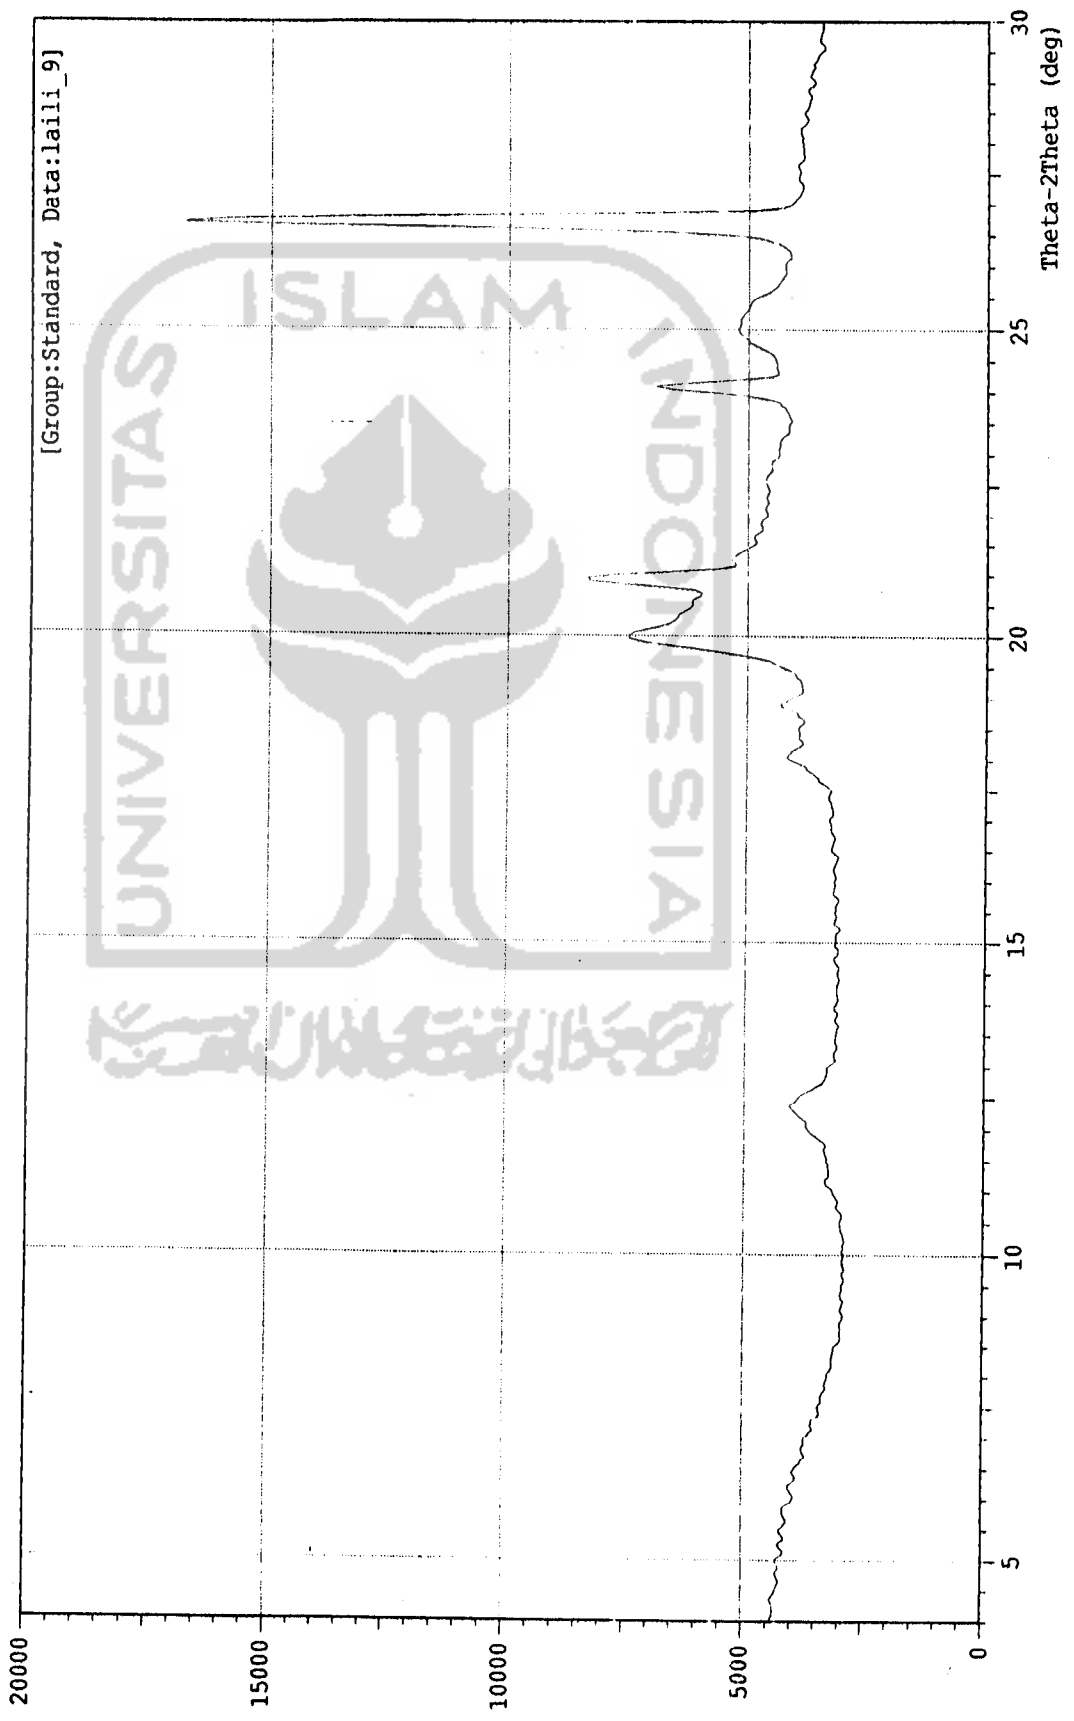 [Group:Standard, Data:laili_9]
20000
15000
10000
5000
0
5
10
15
20
25
30
Theta-2Theta (deg)
UNIVERSITAS
ISLAM
INDONESIA